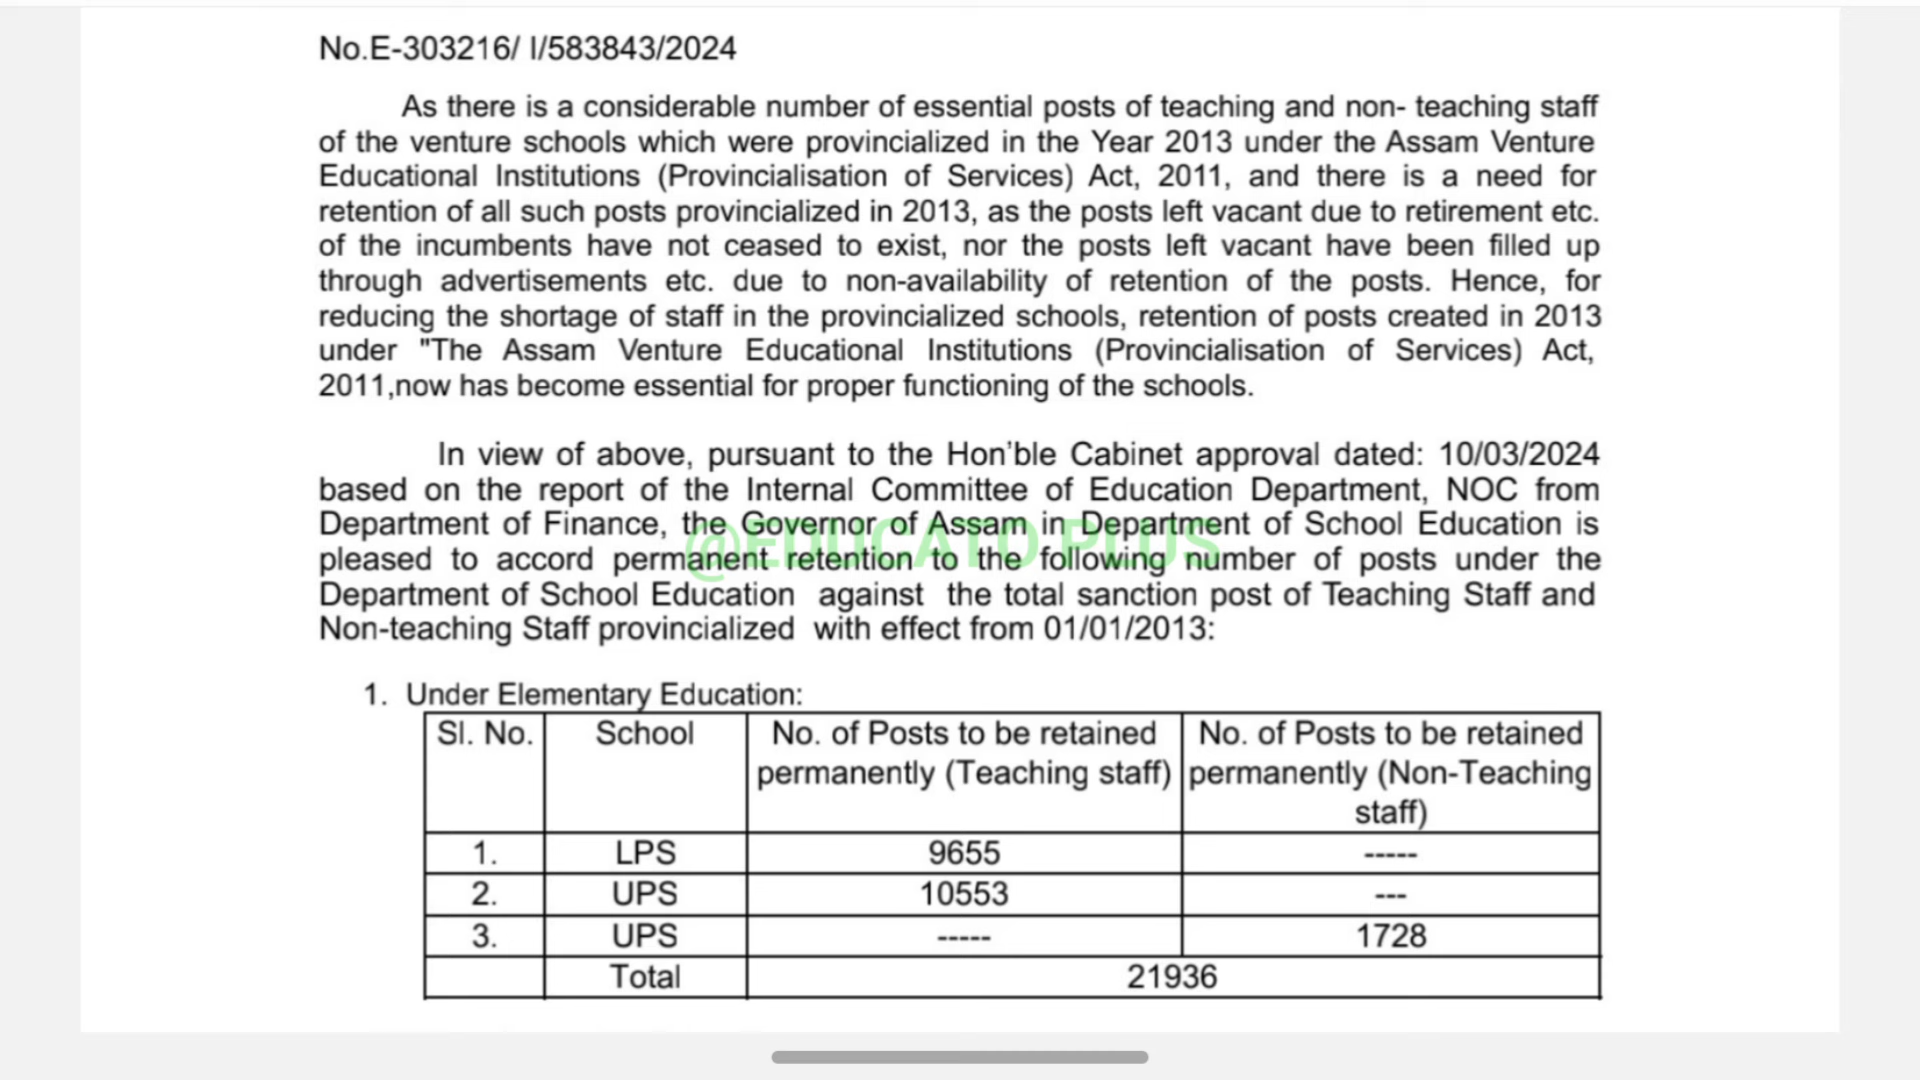 No.E-303216/ I/583843/2024
As there is a considerable number of essential posts of teaching and non- teaching staff
of the venture schools which were provincialized in the Year 2013 under the Assam Venture
Educational Institutions (Provincialisation of Services) Act, 2011, and there is a need for
retention of all such posts provincialized in 2013, as the posts left vacant due to retirement etc.
of the incumbents have not ceased to exist, nor the posts left vacant have been filled up
through advertisements etc. due to non-availability of retention of the posts. Hence, for
reducing the shortage of staff in the provincialized schools, retention of posts created in 2013
under "The Assam Venture Educational Institutions (Provincialisation of Services) Act,
2011,now has become essential for proper functioning of the schools.
In view of above, pursuant to the Hon’ble Cabinet approval dated: 10/03/2024
based on the report of the Internal Committee of Education Department, NOC from
Department of Finance, the Governor of Assam in Department of School Education is
@EDUCATO PLUS
pleased to accord permanent retention to the following number of posts under the
Department of School Education against the total sanction post of Teaching Staff and
Non-teaching Staff provincialized with effect from 01/01/2013:
1. Under Elementary Education:
Sl. No. School No. of Posts to be retained No. of Posts to be retained
permanently (Teaching staff) permanently (Non-Teaching
staff)
1. LPS 9655 -----
2. UPS 10553 ---
3. UPS ----- 1728
Total 21936